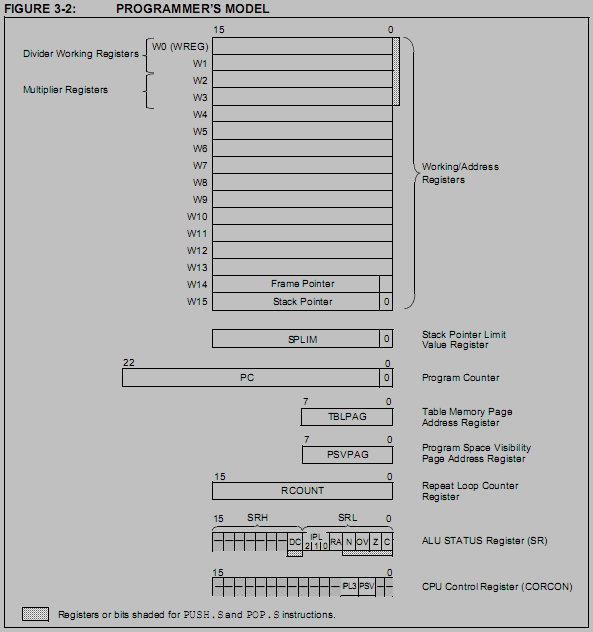 FIGURE 3-2: PROGRAMMER'S MODEL
15 0
Divider Working Registers
Multiplier Registers
W0 (WREG)
W1
W2
W3
W4
W5
W6
W7
W8
W9
W10
W11
W12
W13
W14 Frame Pointer
W15 Stack Pointer 0
Working/Address
Registers
SPLIM 0
Stack Pointer Limit
Value Register
22 0
PC 0 Program Counter
7 0
TBLPAG
Table Memory Page
Address Register
7 0
PSVPAG
Program Space Visibility
Page Address Register
15 0
RCOUNT
Repeat Loop Counter
Register
15 SRH SRL 0
— — — — — — — DC IPL 2 1 0 RA N OV Z C
ALU STATUS Register (SR)
15 0
— — — — — — — — — — — — IPL3 PSV — —
CPU Control Register (CORCON)
Registers or bits shaded for PUSH.S and POP.S instructions.